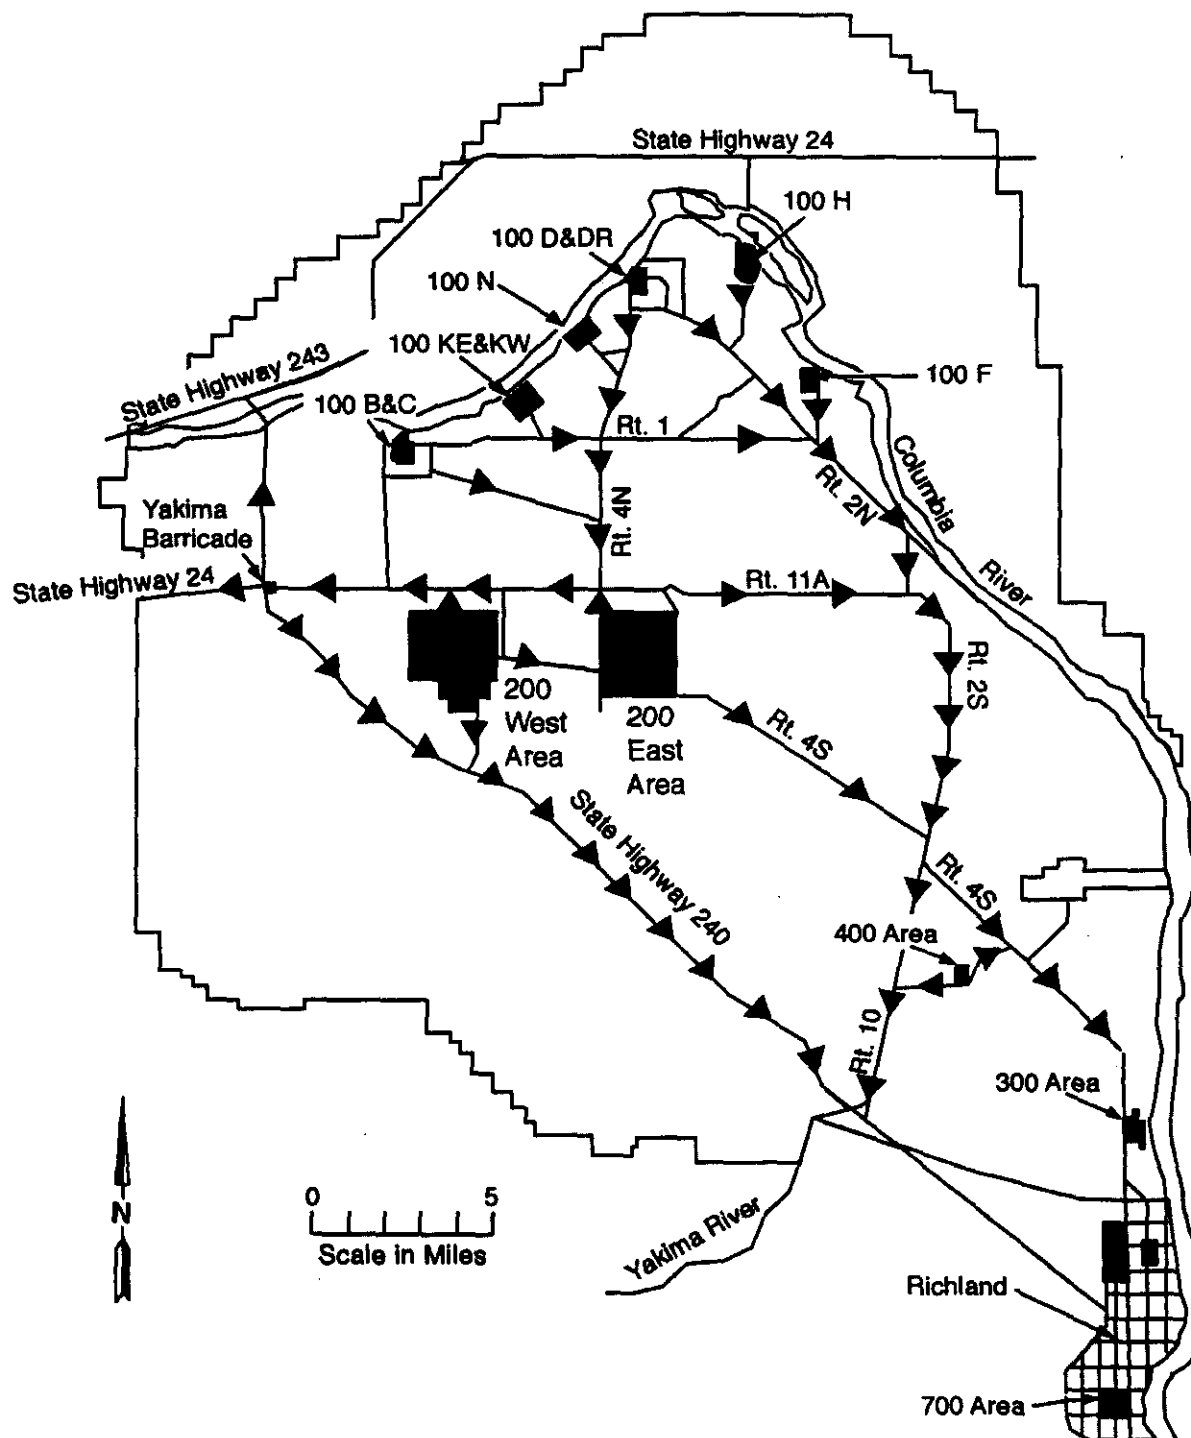 State Highway 24
100 H
100 D&DR
100 N
100 KE&KW
State Highway 243
100 F
100 B&C
Rt. 1
Columbia
River
Rt. 2N
Rt. 4N
Yakima
Barricade
State Highway 24
Rt. 11A
Rt. 2S
200
West
Area
200
East
Area
Rt. 4S
State Highway 240
Rt. 4S
400 Area
Rt. 10
300 Area
N
0 5
Scale in Miles
Yakima River
Richland
700 Area